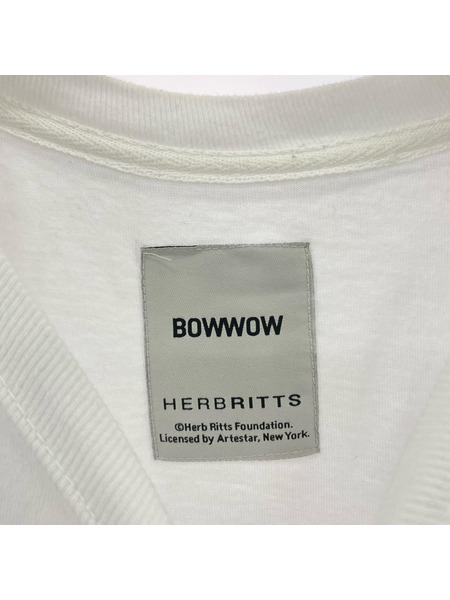 BOWWOW
HERBRITTS
©Herb Ritts Foundation.
Licensed by Artestar, New York.